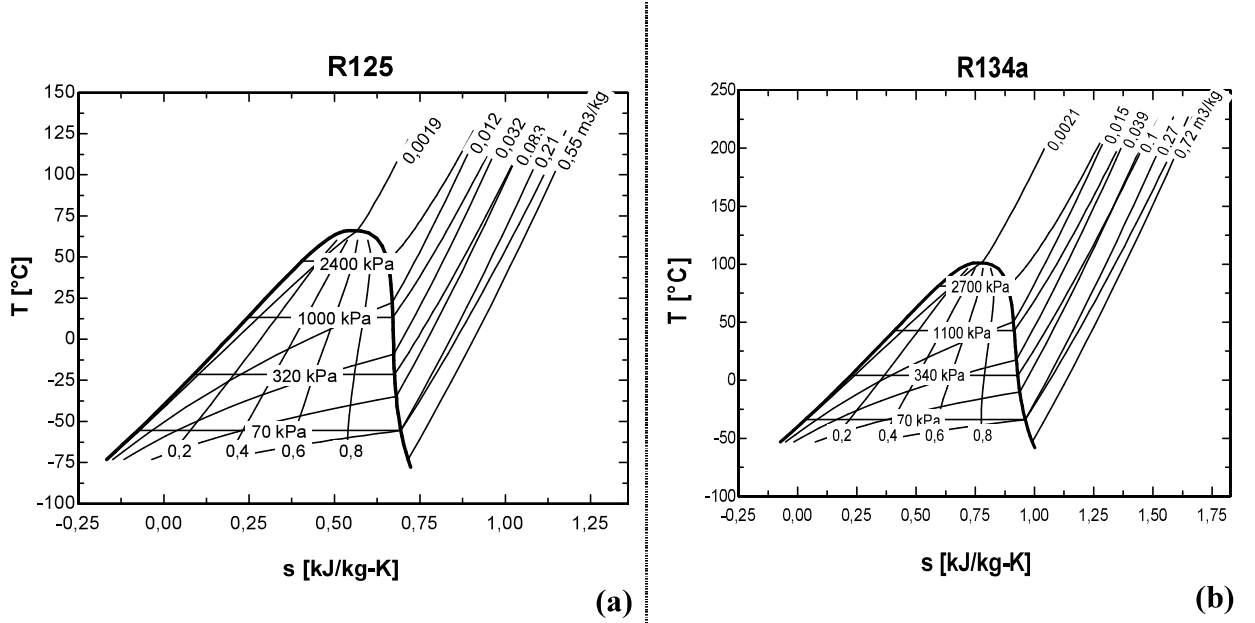 R125
150
125
100
75
50
25
0
-25
-50
-75
-100
T [°C]
-0,25 0,00 0,25 0,50 0,75 1,00 1,25
s [kJ/kg-K]
0,0019
0,012
0,032
0.083
0,21
0,55 m3/kg
2400 kPa
1000 kPa
320 kPa
70 kPa
0,2 0,4 0,6 0,8
(a)
R134a
250
200
150
100
50
0
-50
-100
T [°C]
-0,25 0,00 0,25 0,50 0,75 1,00 1,25 1,50 1,75
s [kJ/kg-K]
0,0021
0,015
0.039
0.1
0.27
0,72 m3/kg
2700 kPa
1100 kPa
340 kPa
70 kPa
0,2 0,4 0,6 0,8
(b)